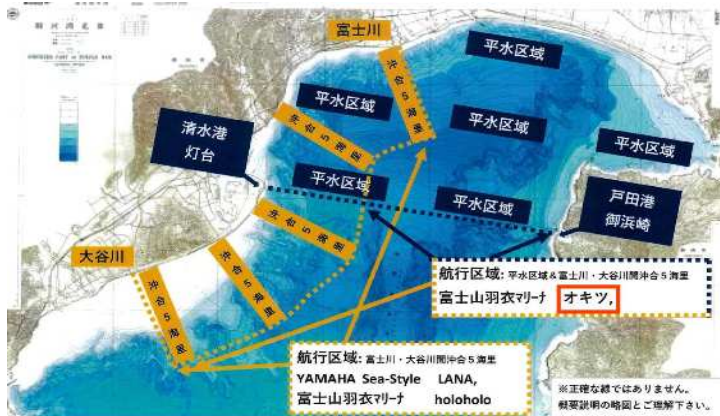 富士川
平水区域
沖合5海里
平水区域
平水区域
沖合5海里
清水港
灯台
平水区域
平水区域
平水区域
戸田港
御浜崎
沖合5海里
大谷川
沖合5海里
沖合5海里
航行区域: 平水区域&富士川・大谷川間沖合5海里
富士山羽衣マリーナ オキツ,
航行区域: 富士川・大谷川間沖合5海里
YAMAHA Sea-Style LANA,
富士山羽衣マリーナ holoholo
※正確な線ではありません。
概要説明の略図とご理解下さい。